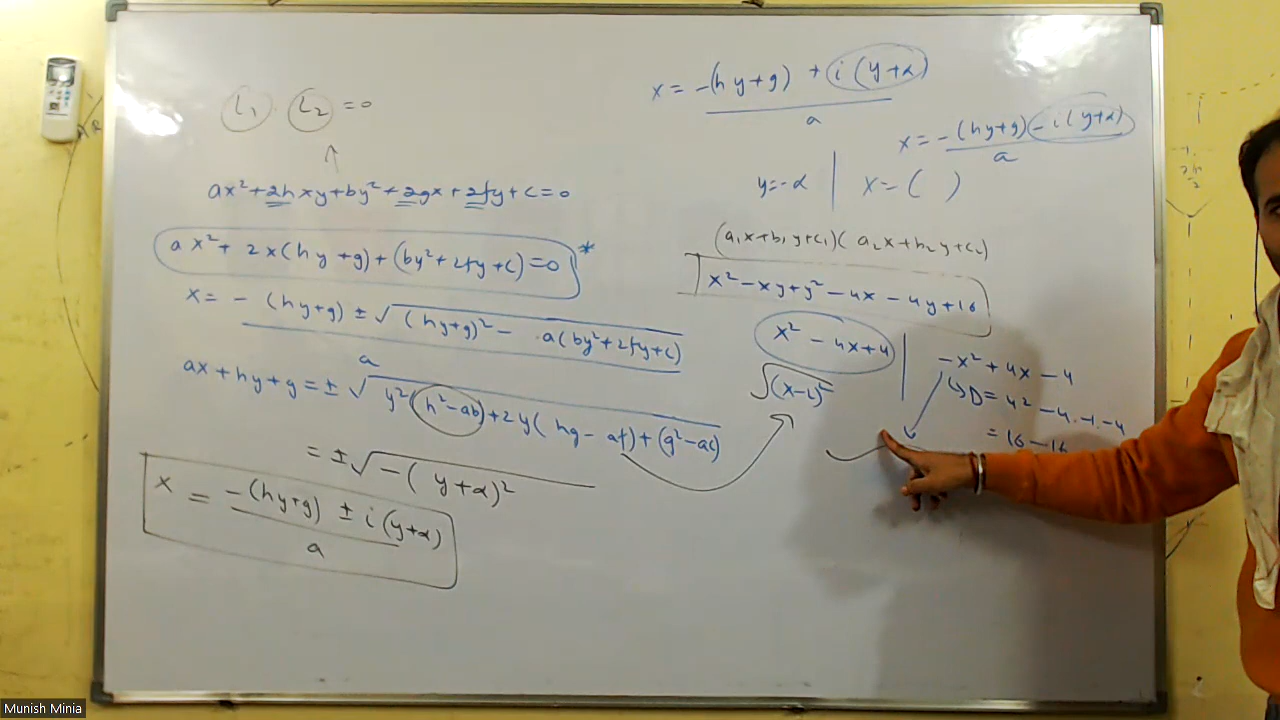 L₁ · L₂ = 0
ax² + 2hxy + by² + 2gx + 2fy + c = 0
ax² + 2x(hy + g) + (by² + 2fy + c) = 0 *
x = -(hy+g) ± √((hy+g)² - a(by² + 2fy + c))
a
ax + hy + g = ± √(y²(h²-ab) + 2y(hg - af) + (g²-ac))
= ± √(-(y+α)²)
x = -(hy+g) ± i(y+α)
a
x = -(hy+g) + i(y+α)
a
x = -(hy+g) - i(y+α)
a
y=-α | x=( )
(a₁x+b₁y+c₁)(a₂x+b₂y+c₂)
x² - xy + y² - 4x - 4y + 16
x² - 4x + 4
√(x-2)²
-x² + 4x - 4
↳ D = 4² - 4·-1·-4
= 16 - 16
Munish Minia